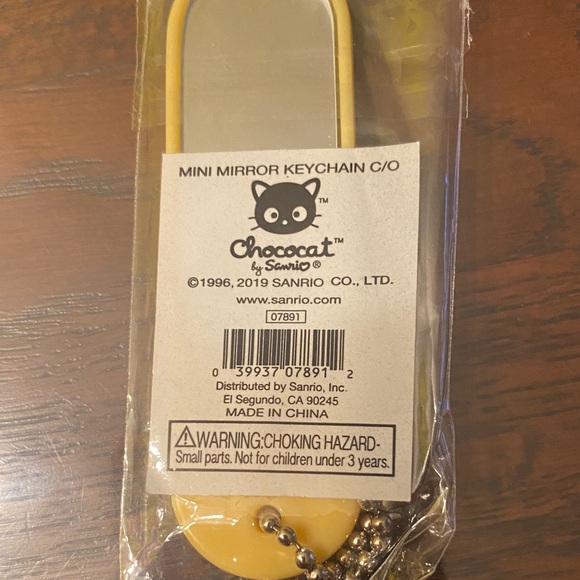 MINI MIRROR KEYCHAIN C/O
TM
Chococat™
by Sanrio®
©1996, 2019 SANRIO CO., LTD.
www.sanrio.com
07891
0 39937 07891 2
Distributed by Sanrio, Inc.
El Segundo, CA 90245
MADE IN CHINA
⚠WARNING:CHOKING HAZARD-
Small parts. Not for children under 3 years.